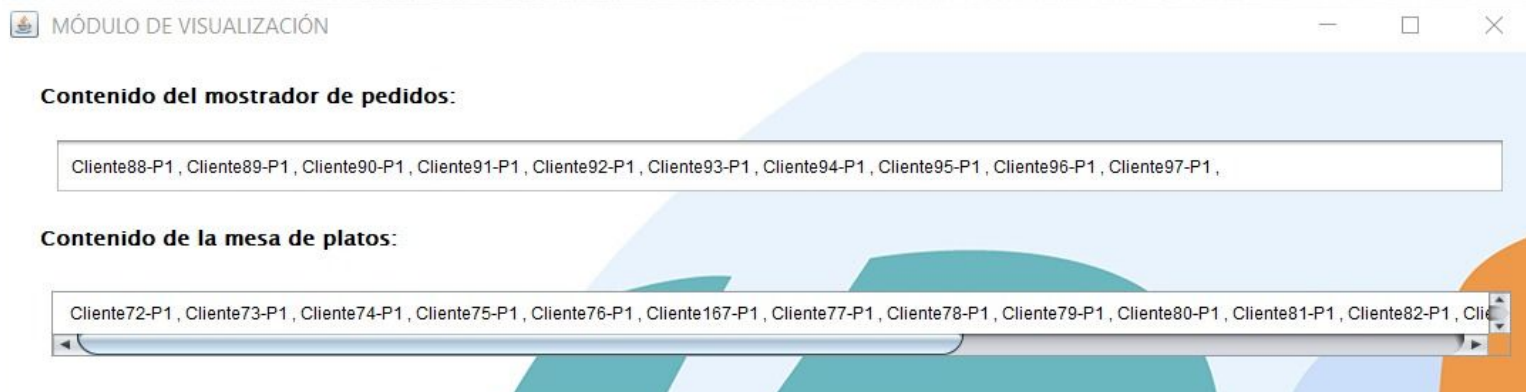 MÓDULO DE VISUALIZACIÓN
Contenido del mostrador de pedidos:
Cliente88-P1 , Cliente89-P1 , Cliente90-P1 , Cliente91-P1 , Cliente92-P1 , Cliente93-P1 , Cliente94-P1 , Cliente95-P1 , Cliente96-P1 , Cliente97-P1 ,
Contenido de la mesa de platos:
Cliente72-P1 , Cliente73-P1 , Cliente74-P1 , Cliente75-P1 , Cliente76-P1 , Cliente167-P1 , Cliente77-P1 , Cliente78-P1 , Cliente79-P1 , Cliente80-P1 , Cliente81-P1 , Cliente82-P1 ,